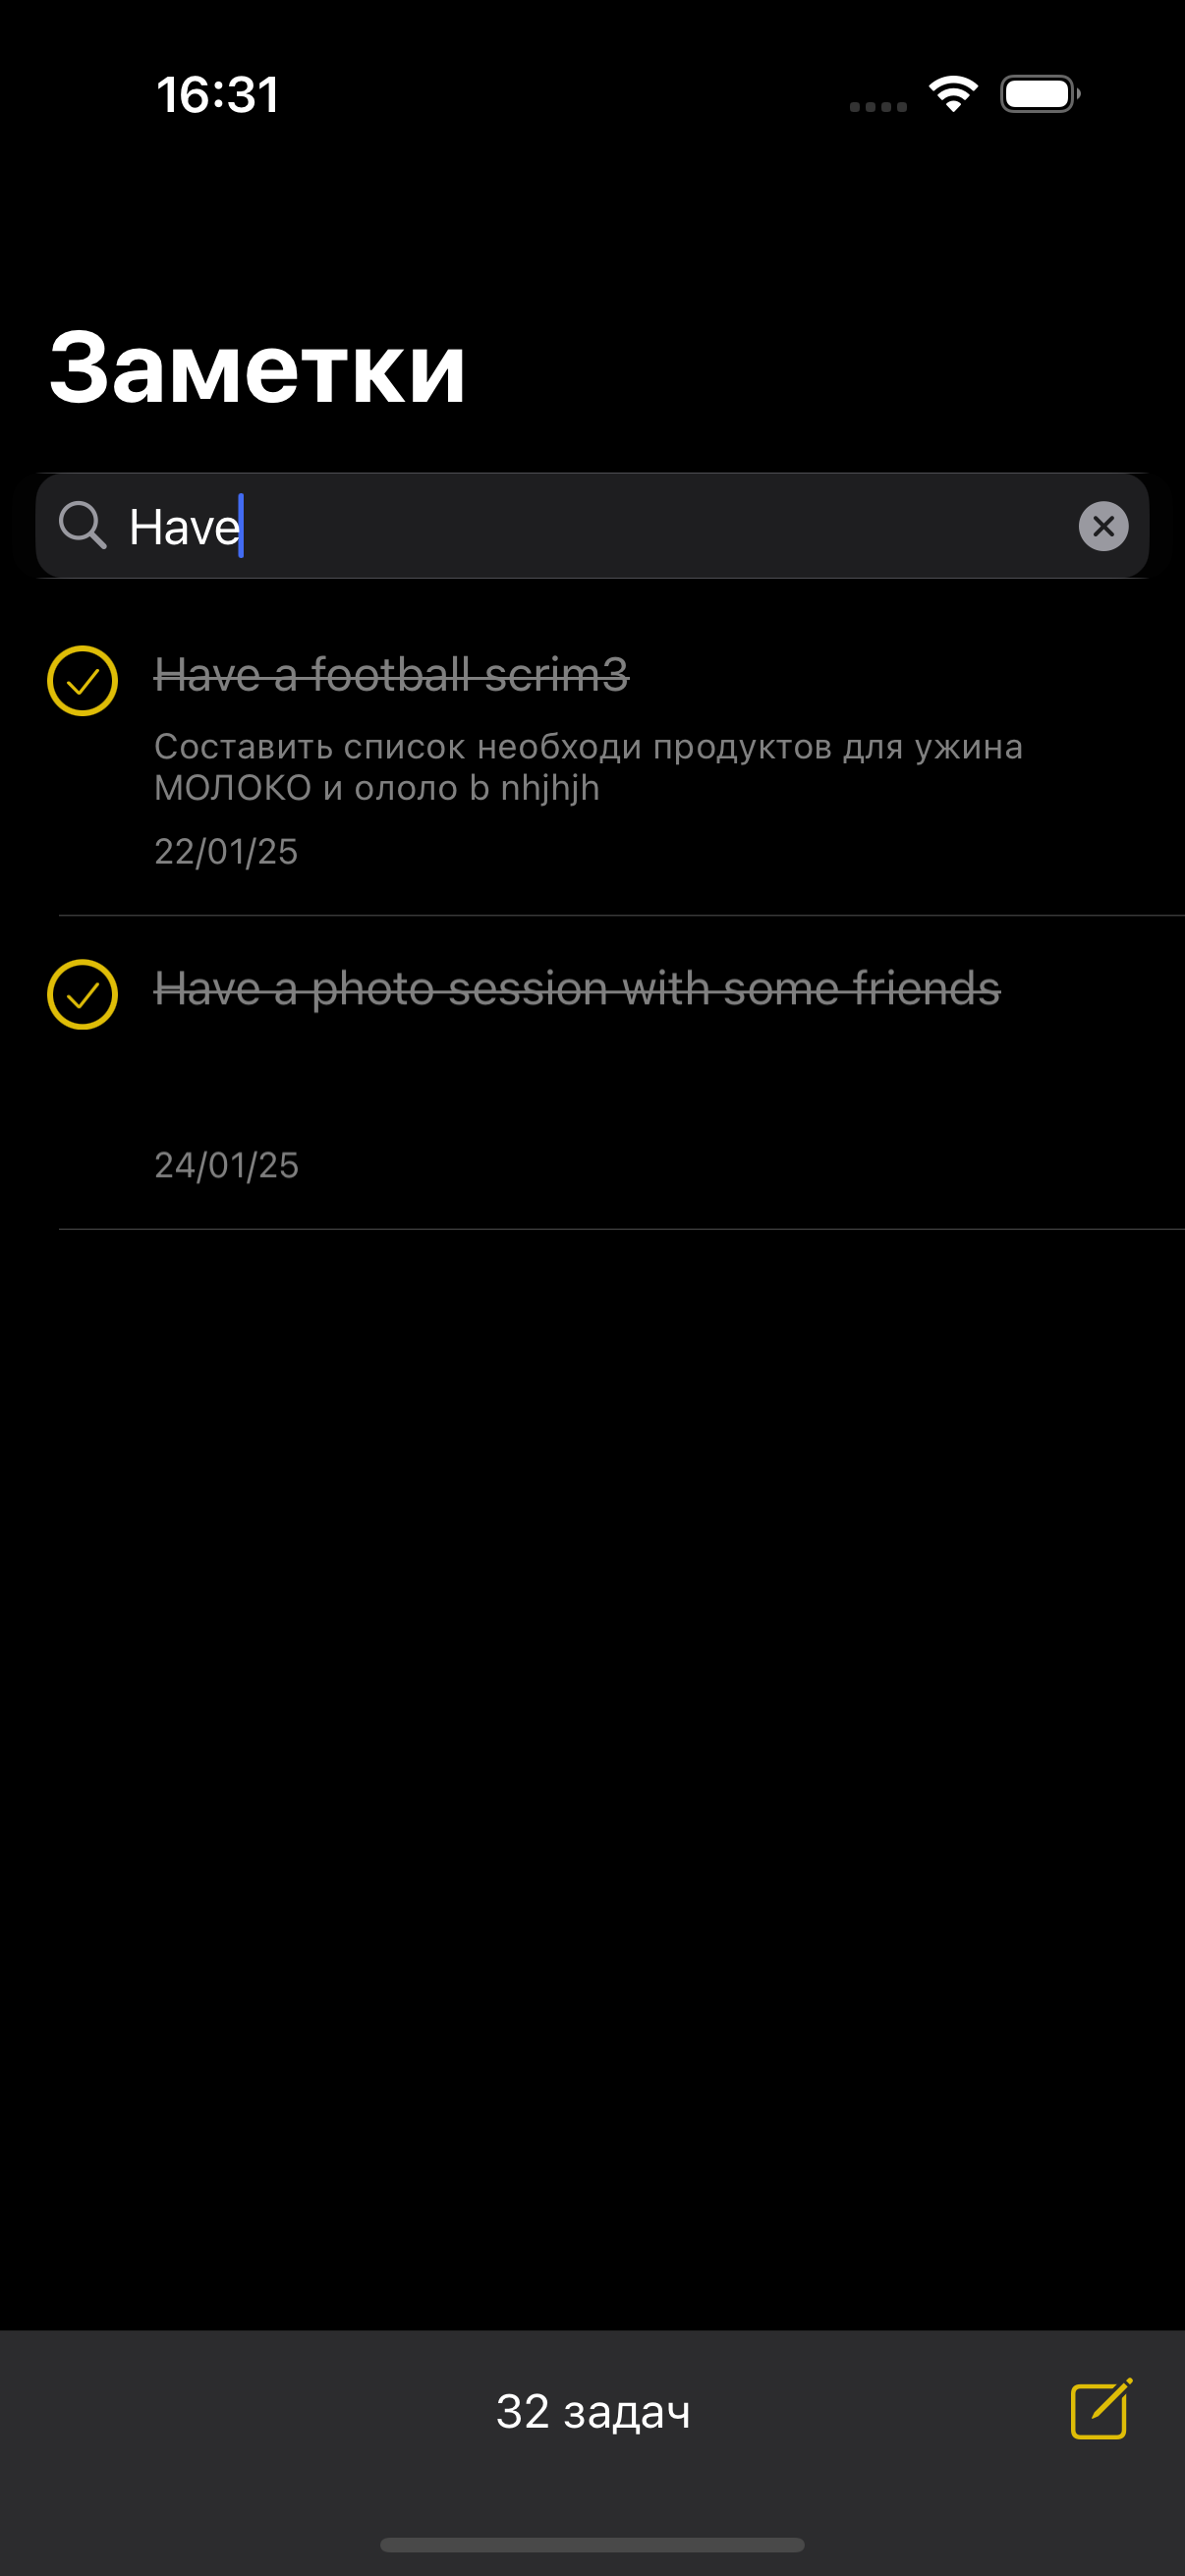 16:31
Заметки
Have
Have a football scrim3
Составить список необходи продуктов для ужина
МОЛОКО и ололо b nhjhjh
22/01/25
Have a photo session with some friends
24/01/25
32 задач